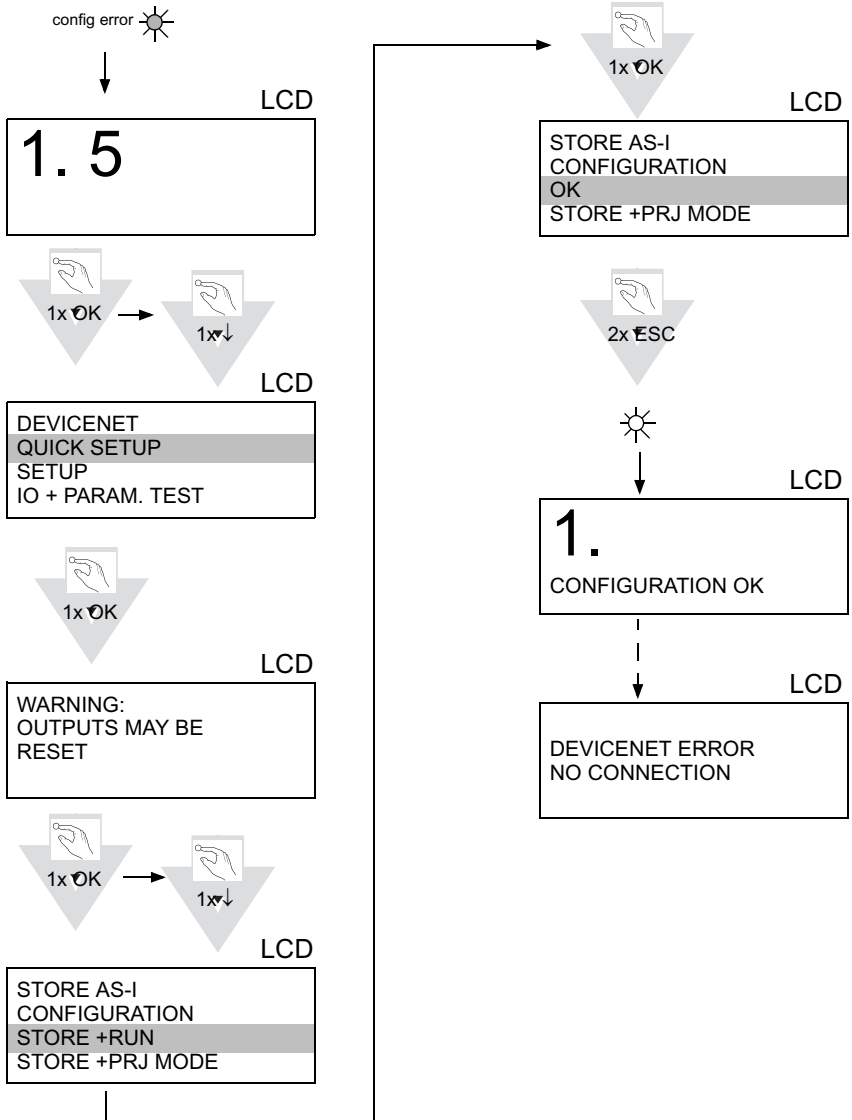 config error
LCD
1. 5
1x OK
1x ↓
LCD
DEVICENET
QUICK SETUP
SETUP
IO + PARAM. TEST
1x OK
LCD
WARNING:
OUTPUTS MAY BE
RESET
1x OK
1x ↓
LCD
STORE AS-I
CONFIGURATION
STORE +RUN
STORE +PRJ MODE
1x OK
LCD
STORE AS-I
CONFIGURATION
OK
STORE +PRJ MODE
2x ESC
LCD
1.
CONFIGURATION OK
LCD
DEVICENET ERROR
NO CONNECTION